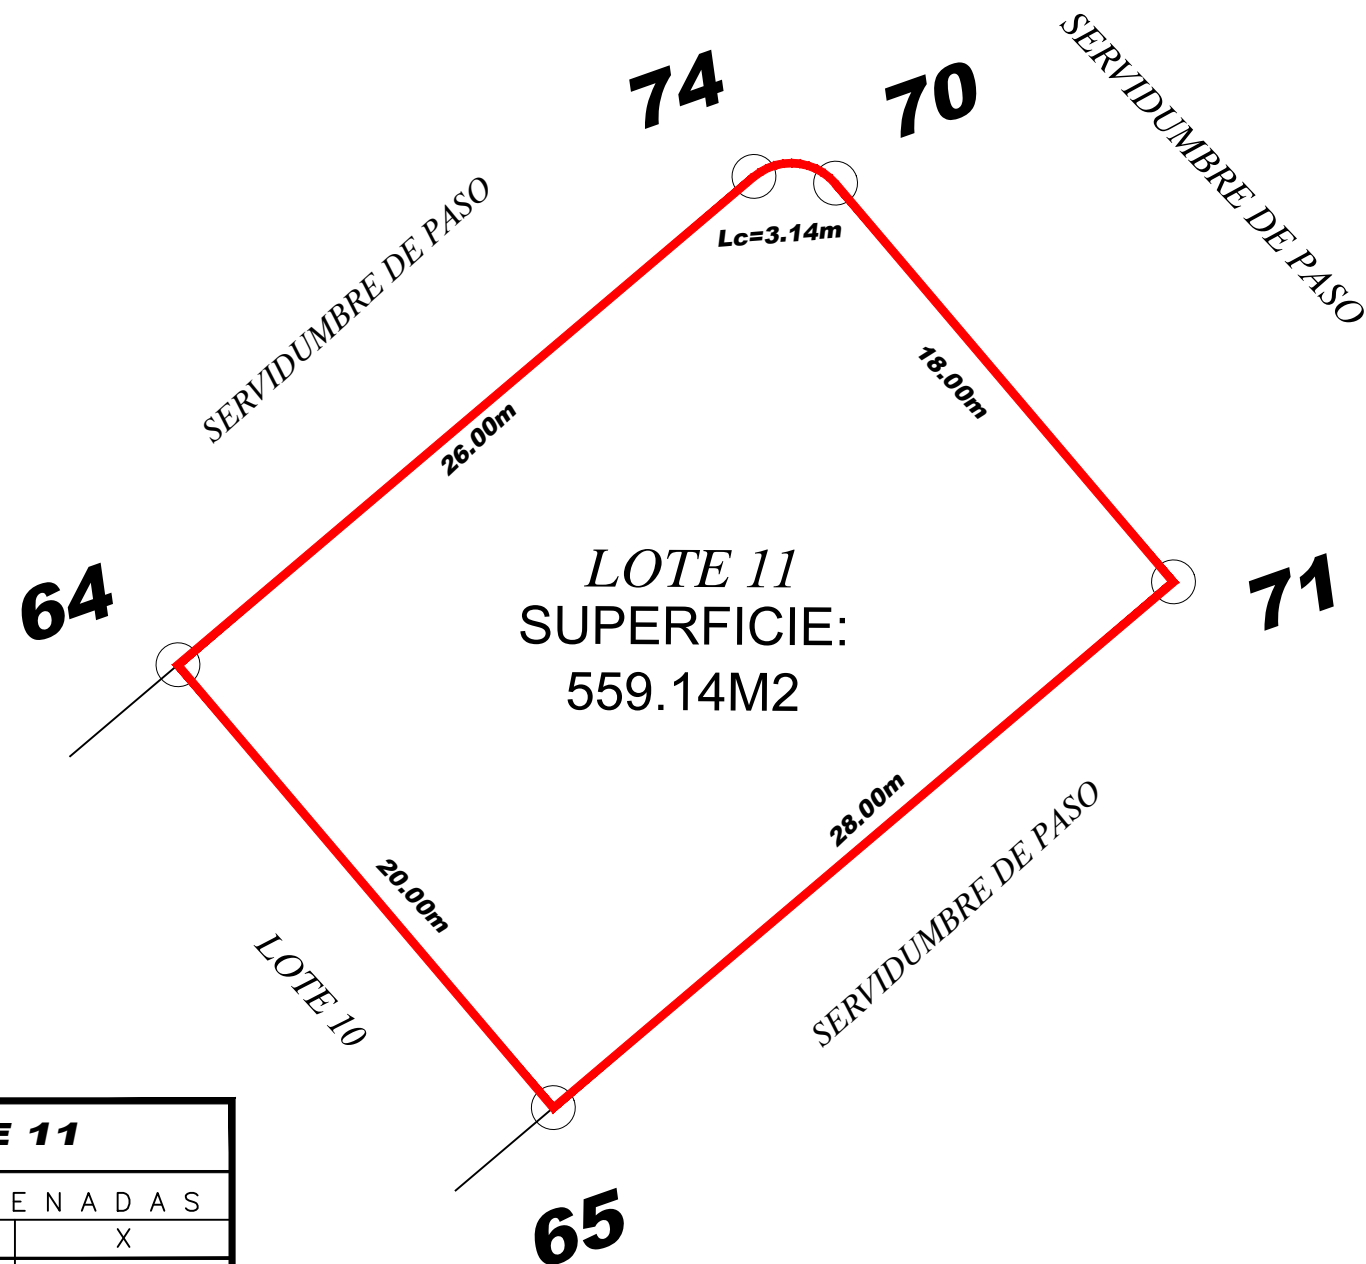 SERVIDUMBRE DE PASO
74
70
SERVIDUMBRE DE PASO
Lc=3.14m
18.00m
26.00m
64
LOTE 11
SUPERFICIE:
559.14M2
71
28.00m
20.00m
SERVIDUMBRE DE PASO
LOTE 10
65
E 11
ENADAS
X